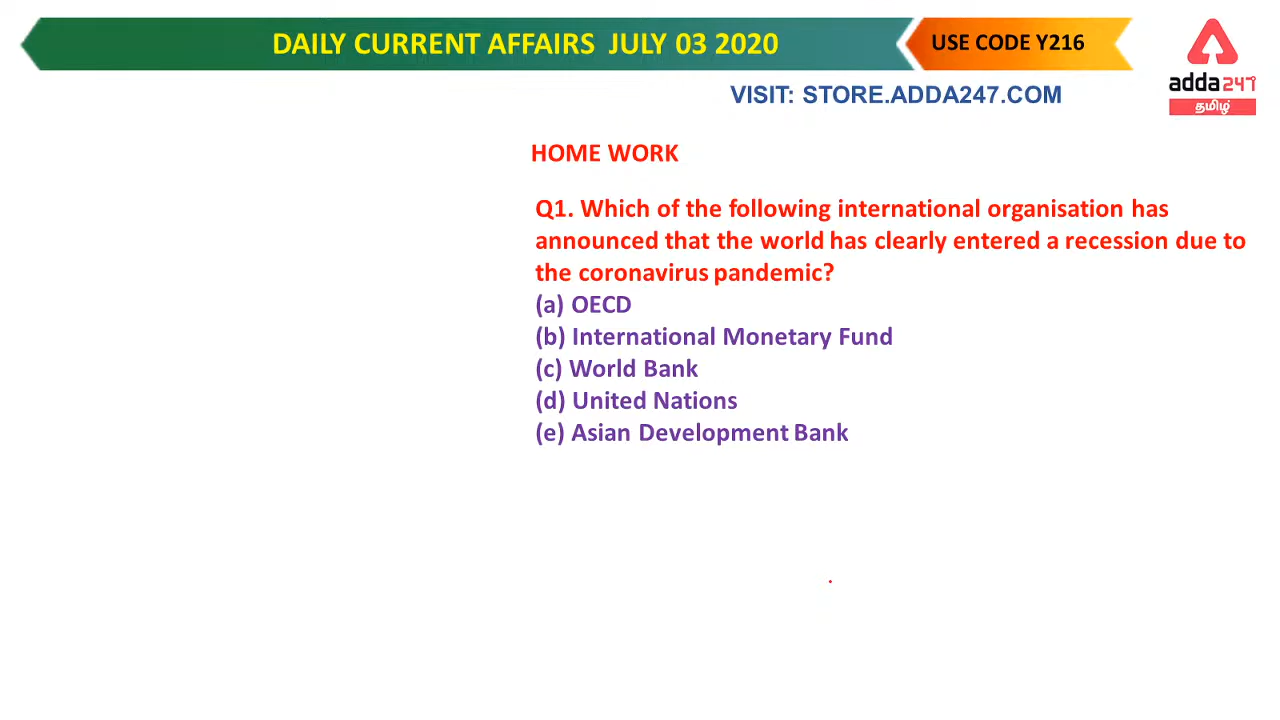 DAILY CURRENT AFFAIRS JULY 03 2020
USE CODE Y216
adda247
தமிழ்
VISIT: STORE.ADDA247.COM
HOME WORK
Q1. Which of the following international organisation has
announced that the world has clearly entered a recession due to
the coronavirus pandemic?
(a) OECD
(b) International Monetary Fund
(c) World Bank
(d) United Nations
(e) Asian Development Bank